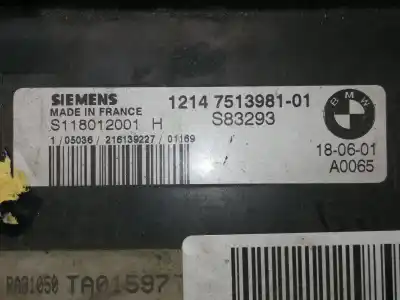 SIEMENS 1214 7513981-01
MADE IN FRANCE
S118012001 H S83293
BMW
1/05036/216139227/01169
18-06-01
A0065
RA01050 TA01597